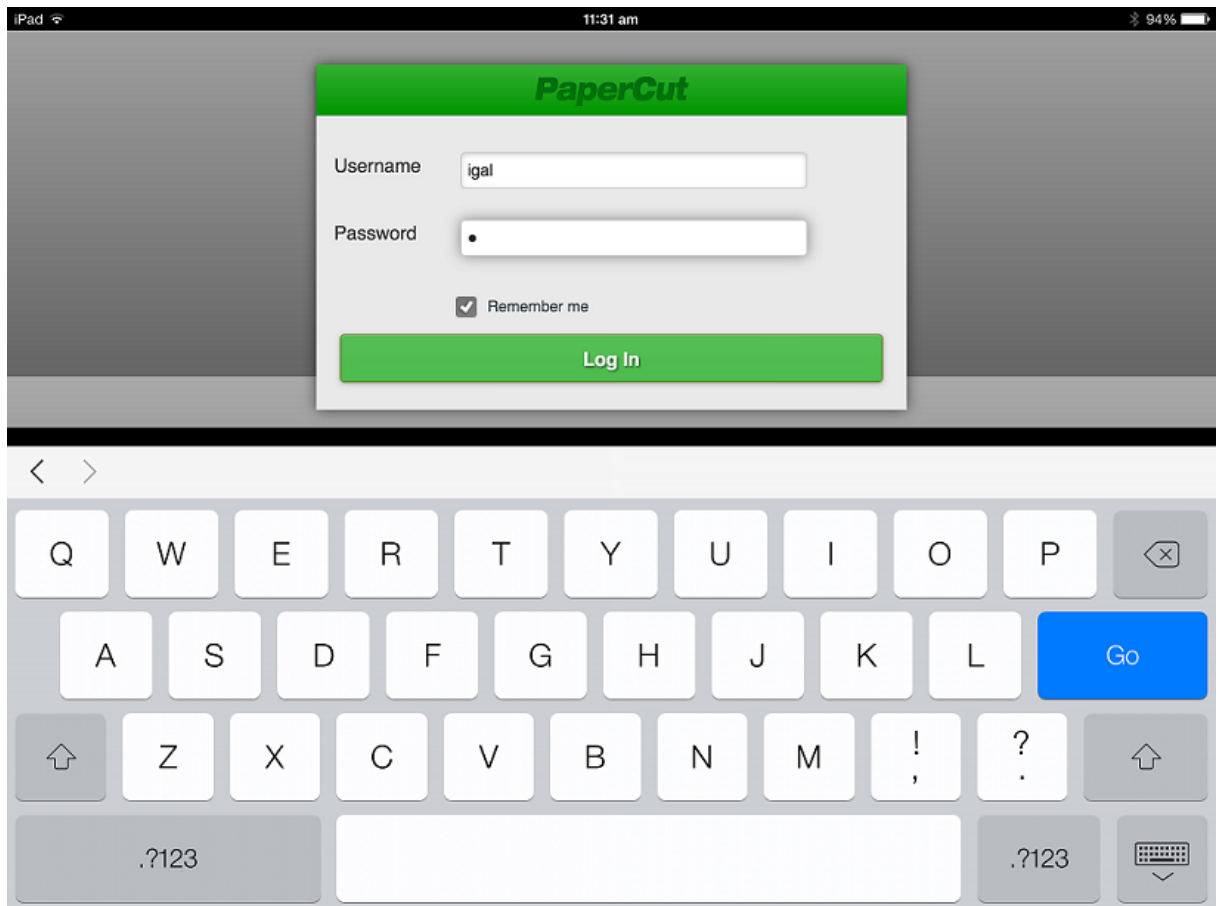 iPad 11:31 am 94%
PaperCut
Username igal
Password •
Remember me
Log In
Q W E R T Y U I O P
A S D F G H J K L Go
Z X C V B N M ! , ? .
.?123 .?123